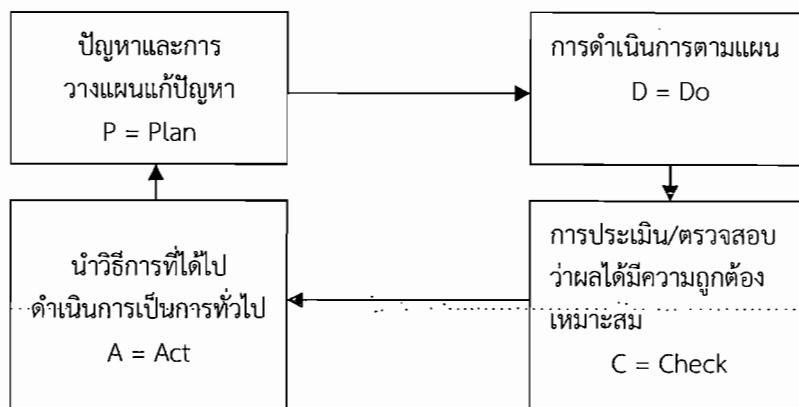 ปัญหาและการ
วางแผนแก้ปัญหา
P = Plan
การดำเนินการตามแผน
D = Do
นำวิธีการที่ได้ไป
ดำเนินการเป็นการทั่วไป
A = Act
การประเมิน/ตรวจสอบ
ว่าผลได้มีความถูกต้อง
เหมาะสม
C = Check